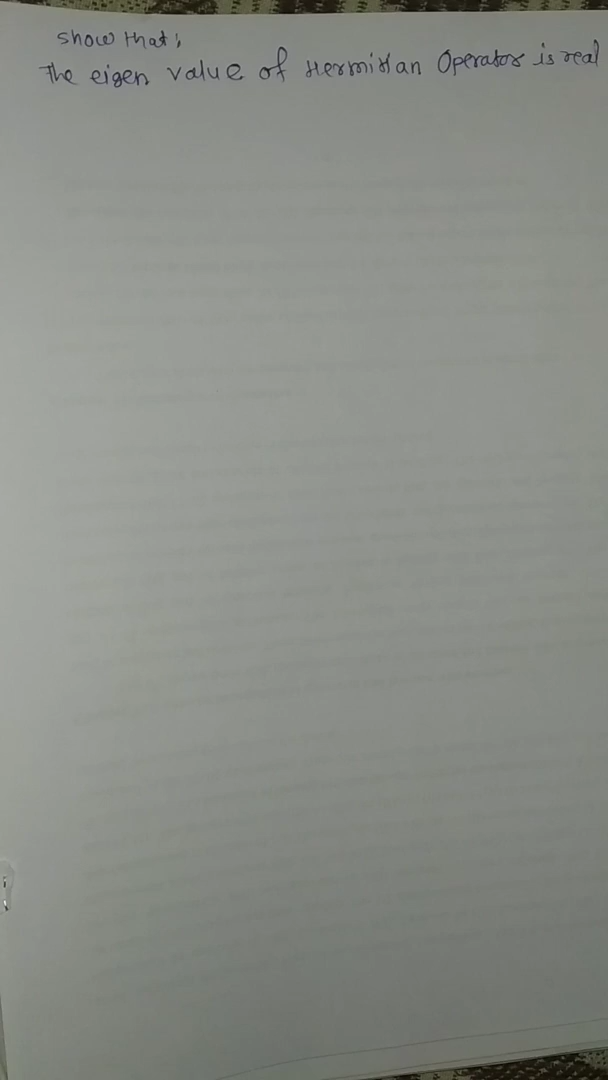 show that;
The eigen value of Hermitian Operator is real